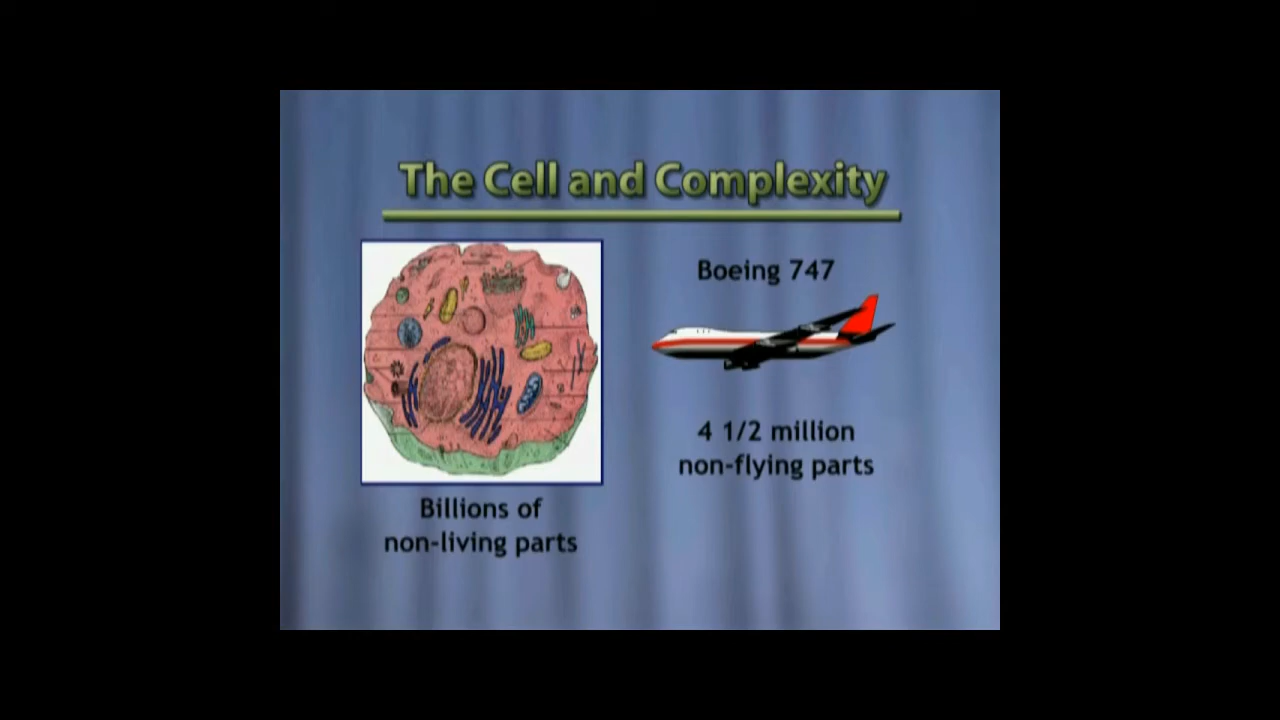 The Cell and Complexity
Boeing 747
4 1/2 million
non-flying parts
Billions of
non-living parts